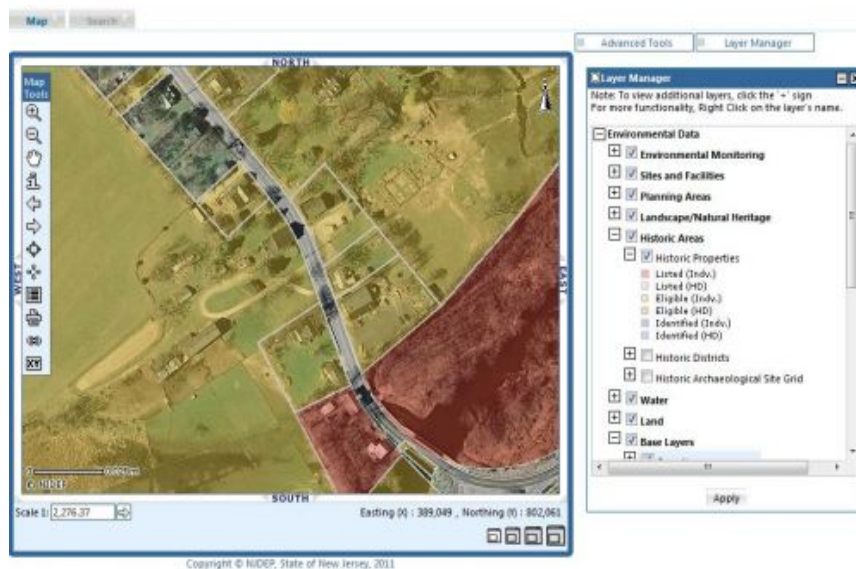 Map
Search
Advanced Tools
Layer Manager
NORTH
Map
Tools
WEST
EAST
XY
© NJDEP
SOUTH
Scale 1: 2,276.37
Easting (X) : 389,049 , Northing (Y) : 802,061
Copyright © NJDEP, State of New Jersey, 2011
Layer Manager
Note: To view additional layers, click the '+' sign
For more functionality, Right Click on the layer's name.
Environmental Data
Environmental Monitoring
Sites and Facilities
Planning Areas
Landscape/Natural Heritage
Historic Areas
Historic Properties
Listed (Indv.)
Listed (HD)
Eligible (Indv.)
Eligible (HD)
Identified (Indv.)
Identified (HD)
Historic Districts
Historic Archaeological Site Grid
Water
Land
Base Layers
Apply